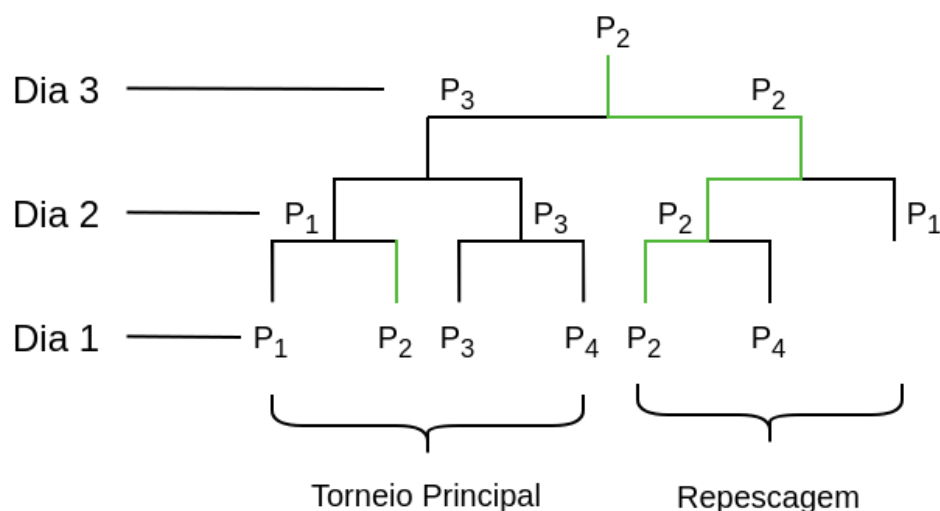 P2
Dia 3 P3 P2
Dia 2 P1 P3 P2 P1
Dia 1 P1 P2 P3 P4 P2 P4
Torneio Principal Repescagem